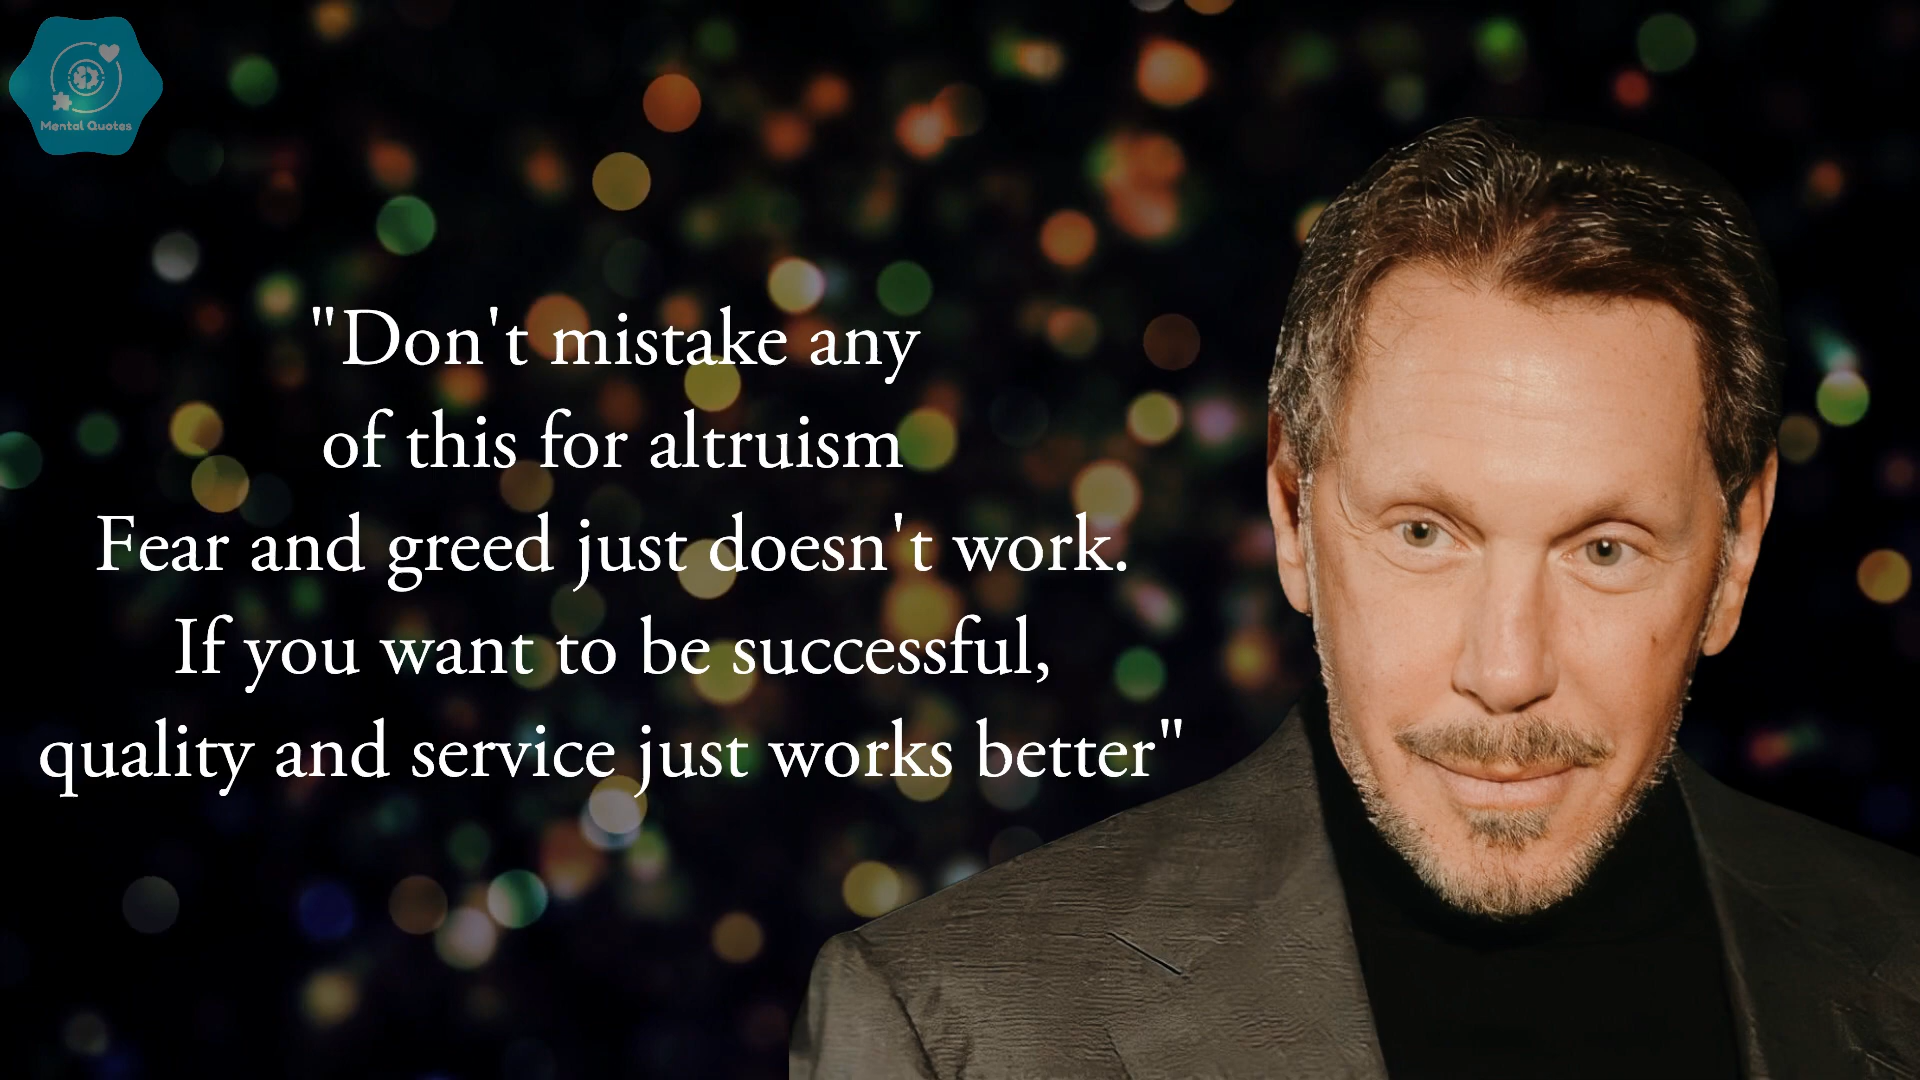 Mental Quotes
"Don't mistake any
of this for altruism
Fear and greed just doesn't work.
If you want to be successful,
quality and service just works better"